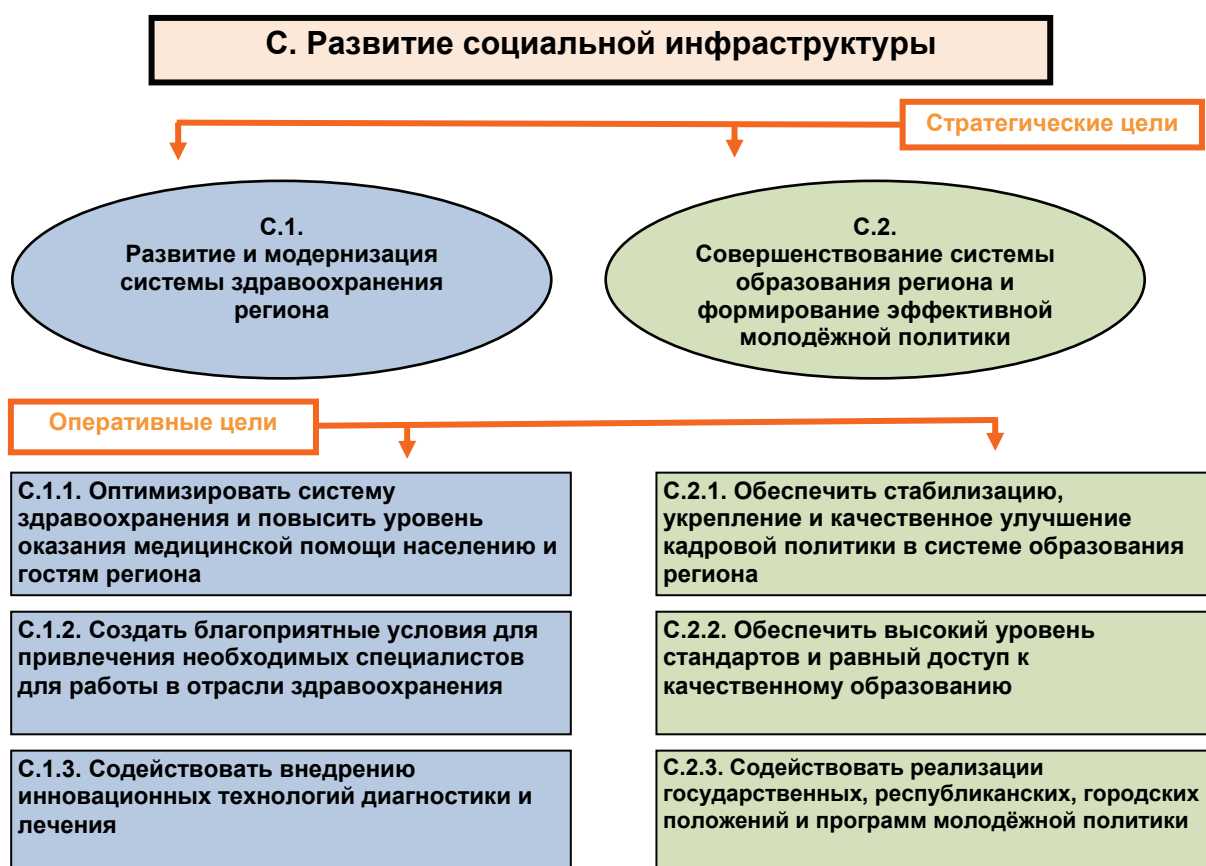 С. Развитие социальной инфраструктуры
Стратегические цели
С.1.
Развитие и модернизация
системы здравоохранения
региона
С.2.
Совершенствование системы
образования региона и
формирование эффективной
молодёжной политики
Оперативные цели
С.1.1. Оптимизировать систему
здравоохранения и повысить уровень
оказания медицинской помощи населению и
гостям региона
С.1.2. Создать благоприятные условия для
привлечения необходимых специалистов
для работы в отрасли здравоохранения
С.1.3. Содействовать внедрению
инновационных технологий диагностики и
лечения
С.2.1. Обеспечить стабилизацию,
укрепление и качественное улучшение
кадровой политики в системе образования
региона
С.2.2. Обеспечить высокий уровень
стандартов и равный доступ к
качественному образованию
С.2.3. Содействовать реализации
государственных, республиканских, городских
положений и программ молодёжной политики